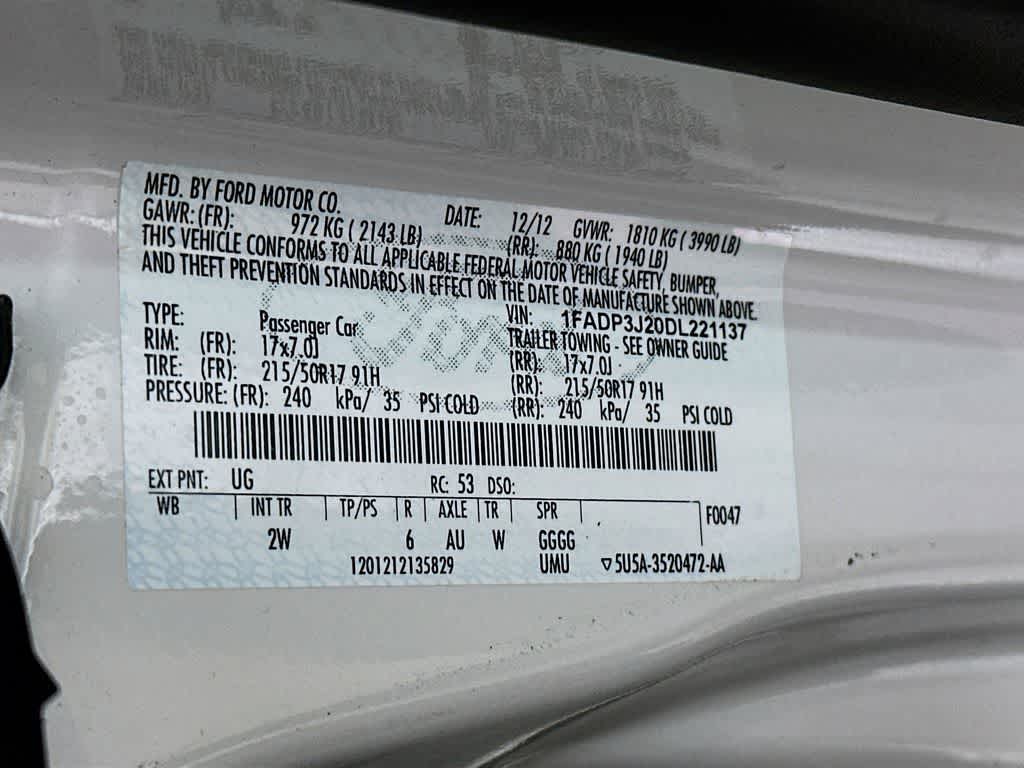 MFD. BY FORD MOTOR CO. DATE: 12/12 GVWR: 1810 KG ( 3990 LB)
GAWR: (FR): 972 KG ( 2143 LB) (RR): 880 KG ( 1940 LB)
THIS VEHICLE CONFORMS TO ALL APPLICABLE FEDERAL MOTOR VEHICLE SAFETY, BUMPER,
AND THEFT PREVENTION STANDARDS IN EFFECT ON THE DATE OF MANUFACTURE SHOWN ABOVE.
VIN: 1FADP3J20DL221137
TYPE: Passenger Car TRAILER TOWING - SEE OWNER GUIDE
RIM: (FR): 17x7.0J (RR): 17x7.0J
TIRE: (FR): 215/50R17 91H (RR): 215/50R17 91H
PRESSURE: (FR): 240 kPa/ 35 PSI COLD (RR): 240 kPa/ 35 PSI COLD
EXT PNT: UG RC: 53 DSO:
WB INT TR TP/PS R AXLE TR SPR F0047
2W 6 AU W GGGG
1201212135829 UMU ▽5U5A-3520472-AA
Ford